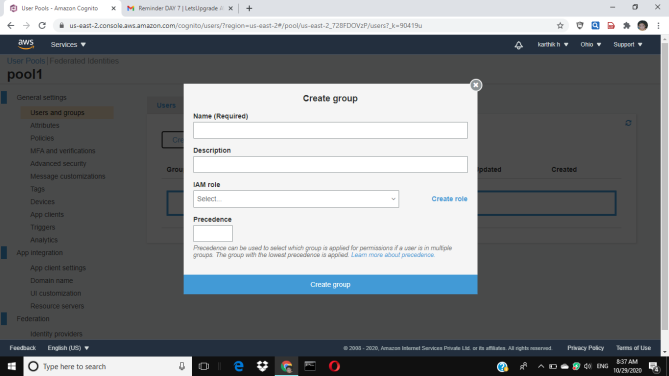 User Pools - Amazon Cognito
Reminder DAY 7 | LetsUpgrade A
us-east-2.console.aws.amazon.com/cognito/users/?region=us-east-2#/pool/us-east-2_728FDOVzP/users?_k=90419u
aws
Services
karthik h
Ohio
Support
User Pools | Federated Identities
pool1
General settings
Users and groups
Attributes
Policies
MFA and verifications
Advanced security
Message customizations
Tags
Devices
App clients
Triggers
Analytics
App integration
App client settings
Domain name
UI customization
Resource servers
Federation
Identity providers
Users
Created
Create group
Name (Required)
Description
IAM role
Select...
Create role
Precedence
Precedence can be used to select which group is applied for permissions if a user is in multiple
groups. The group with the lowest precedence is applied. Learn more about precedence.
Create group
Feedback
English (US)
© 2008 - 2020, Amazon Internet Services Private Ltd. or its affiliates. All rights reserved.
Privacy Policy
Terms of Use
Type here to search
ENG
8:37 AM
10/29/2020